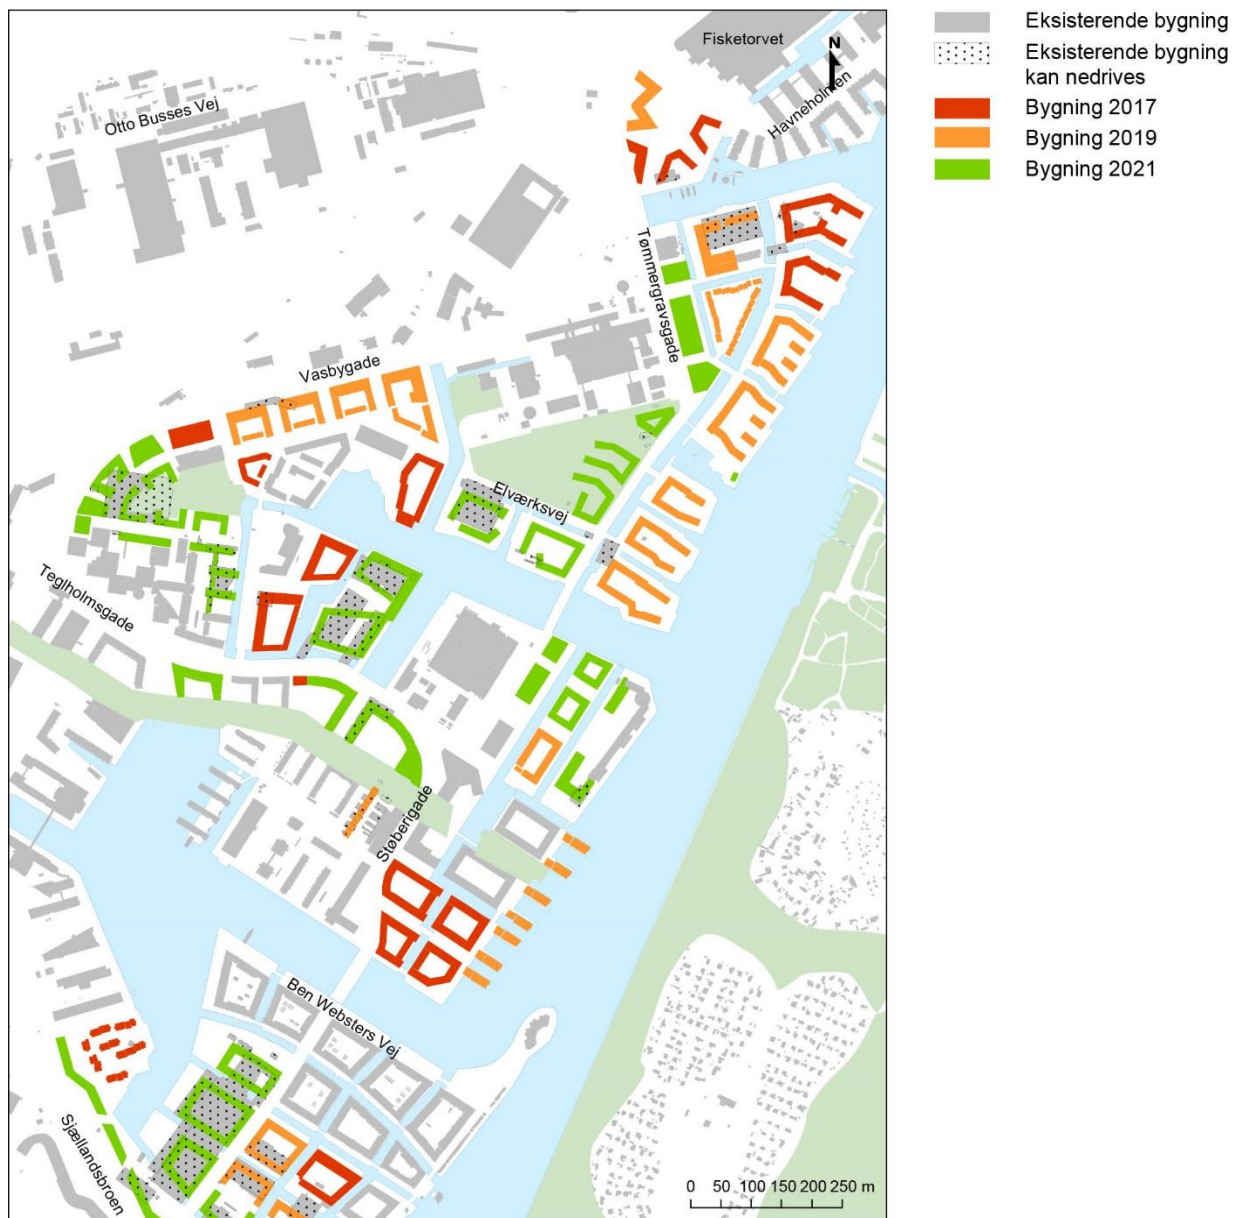 Fisketorvet
N
Havneholmen
Otto Busses Vej
Tømmergravsgade
Vasbygade
Elværksvej
Teglholmsgade
Støberigade
Ben Websters Vej
Sjællandsbroen
0 50 100 150 200 250 m
Eksisterende bygning
Eksisterende bygning
kan nedrives
Bygning 2017
Bygning 2019
Bygning 2021